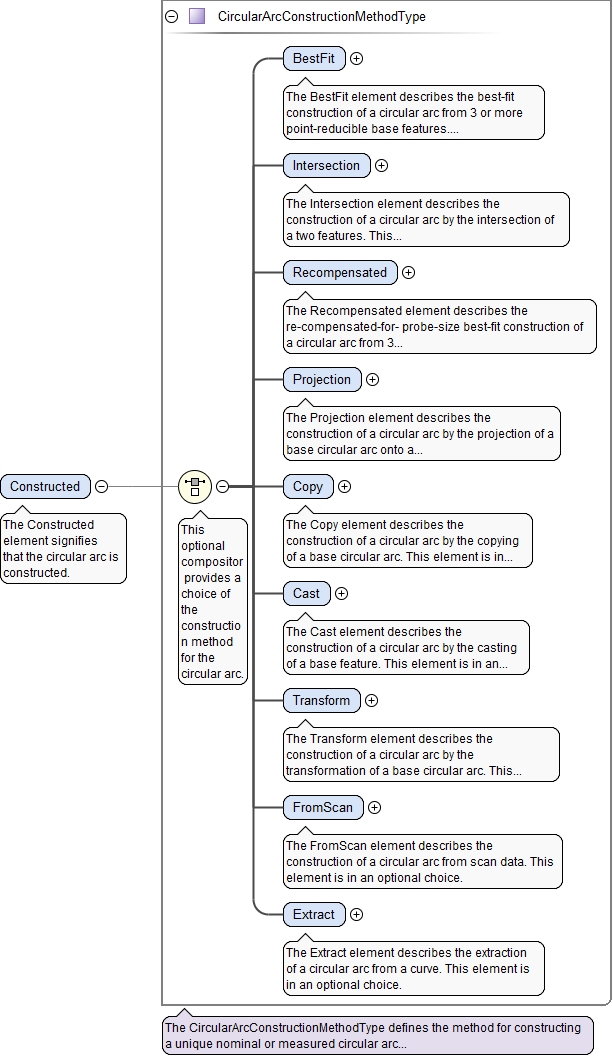 CircularArcConstructionMethodType
BestFit
The BestFit element describes the best-fit
construction of a circular arc from 3 or more
point-reducible base features....
Intersection
The Intersection element describes the
construction of a circular arc by the intersection of
a two features. This...
Recompensated
The Recompensated element describes the
re-compensated-for- probe-size best-fit construction of
a circular arc from 3...
Projection
The Projection element describes the
construction of a circular arc by the projection of a
base circular arc onto a...
Constructed
The Constructed
element signifies
that the circular arc is
constructed.
This
optional
compositor
provides a
choice of
the
constructio
n method
for the
circular arc.
Copy
The Copy element describes the
construction of a circular arc by the copying
of a base circular arc. This element is in...
Cast
The Cast element describes the
construction of a circular arc by the casting
of a base feature. This element is in an...
Transform
The Transform element describes the
construction of a circular arc by the
transformation of a base circular arc. This...
FromScan
The FromScan element describes the
construction of a circular arc from scan data. This
element is in an optional choice.
Extract
The Extract element describes the extraction
of a circular arc from a curve. This element is
in an optional choice.
The CircularArcConstructionMethodType defines the method for constructing
a unique nominal or measured circular arc...